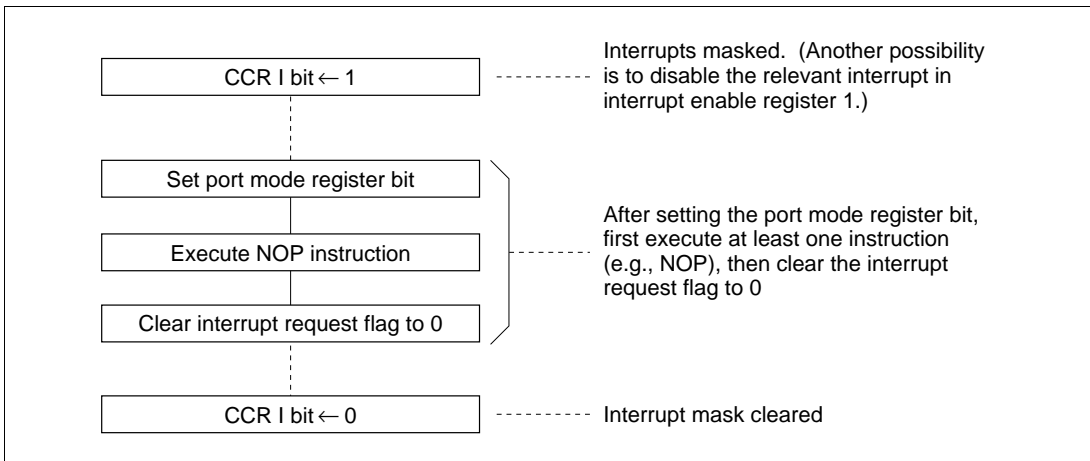 CCR I bit ← 1
Interrupts masked. (Another possibility
is to disable the relevant interrupt in
interrupt enable register 1.)
Set port mode register bit
Execute NOP instruction
Clear interrupt request flag to 0
After setting the port mode register bit,
first execute at least one instruction
(e.g., NOP), then clear the interrupt
request flag to 0
CCR I bit ← 0
Interrupt mask cleared